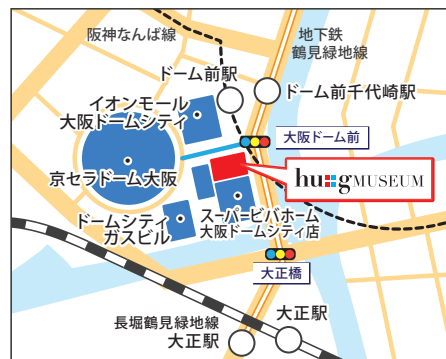 阪神なんば線
地下鉄
鶴見緑地線
ドーム前駅
ドーム前千代崎駅
イオンモール
大阪ドームシティ
大阪ドーム前
京セラドーム大阪
hu+gMUSEUM
ドームシティ
ガスビル
スーパービバホーム
大阪ドームシティ店
大正橋
長堀鶴見緑地線
大正駅
大正駅